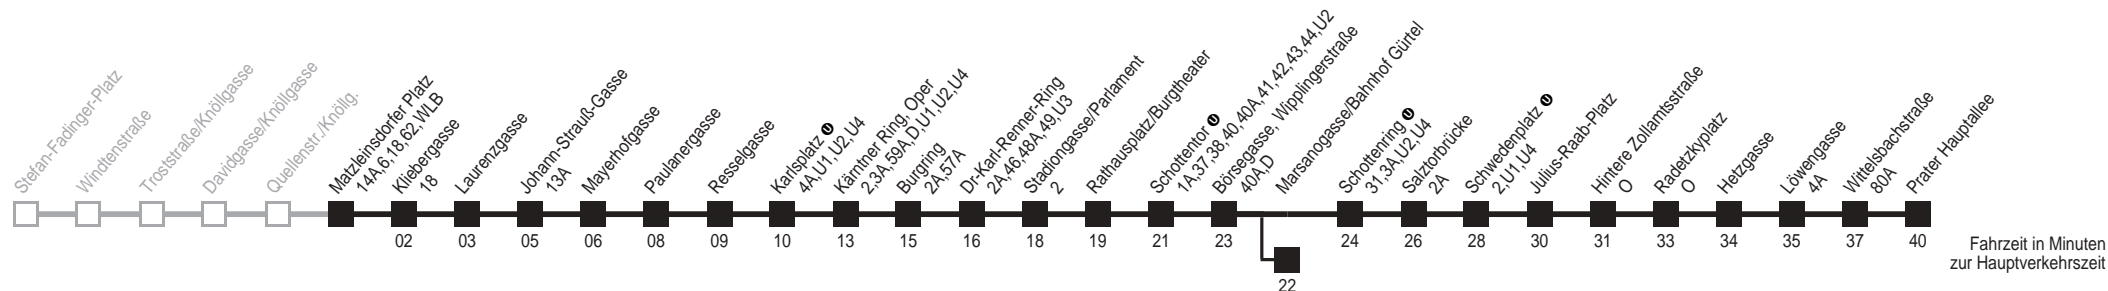 Stefan-Fadinger-Platz
Windtenstraße
Troststraße/Knöllgasse
Davidgasse/Knöllgasse
Quellenstr./Knöllg.
Matzleinsdorfer Platz
14A,6,18,62,WLB
Kliebergasse
18
Laurenzgasse
Johann-Strauß-Gasse
13A
Mayerhofgasse
Paulanergasse
Resselgasse
Karlsplatz U
4A,U1,U2,U4
Kärntner Ring, Oper
2,3A,59A,D,U1,U2,U4
Burgring
2A,57A
Dr-Karl-Renner-Ring
2A,46,48A,49,U3
Stadiongasse/Parlament
2
Rathausplatz/Burgtheater
Schottentor U
1A,37,38,40,40A,41,42,43,44,U2
Börsegasse, Wipplingerstraße
40A,D
Marsanogasse/Bahnhof Gürtel
Schottenring U
31,3A,U2,U4
Salztorbrücke
2A
Schwedenplatz U
2,U1,U4
Julius-Raab-Platz
Hintere Zollamtsstraße
O
Radetzkyplatz
O
Hetzgasse
Löwengasse
4A
Wittelsbachstraße
80A
Prater Hauptallee
02 03 05 06 08 09 10 13 15 16 18 19 21 23 24 26 28 30 31 33 34 35 37 40
22
Fahrzeit in Minuten
zur Hauptverkehrszeit